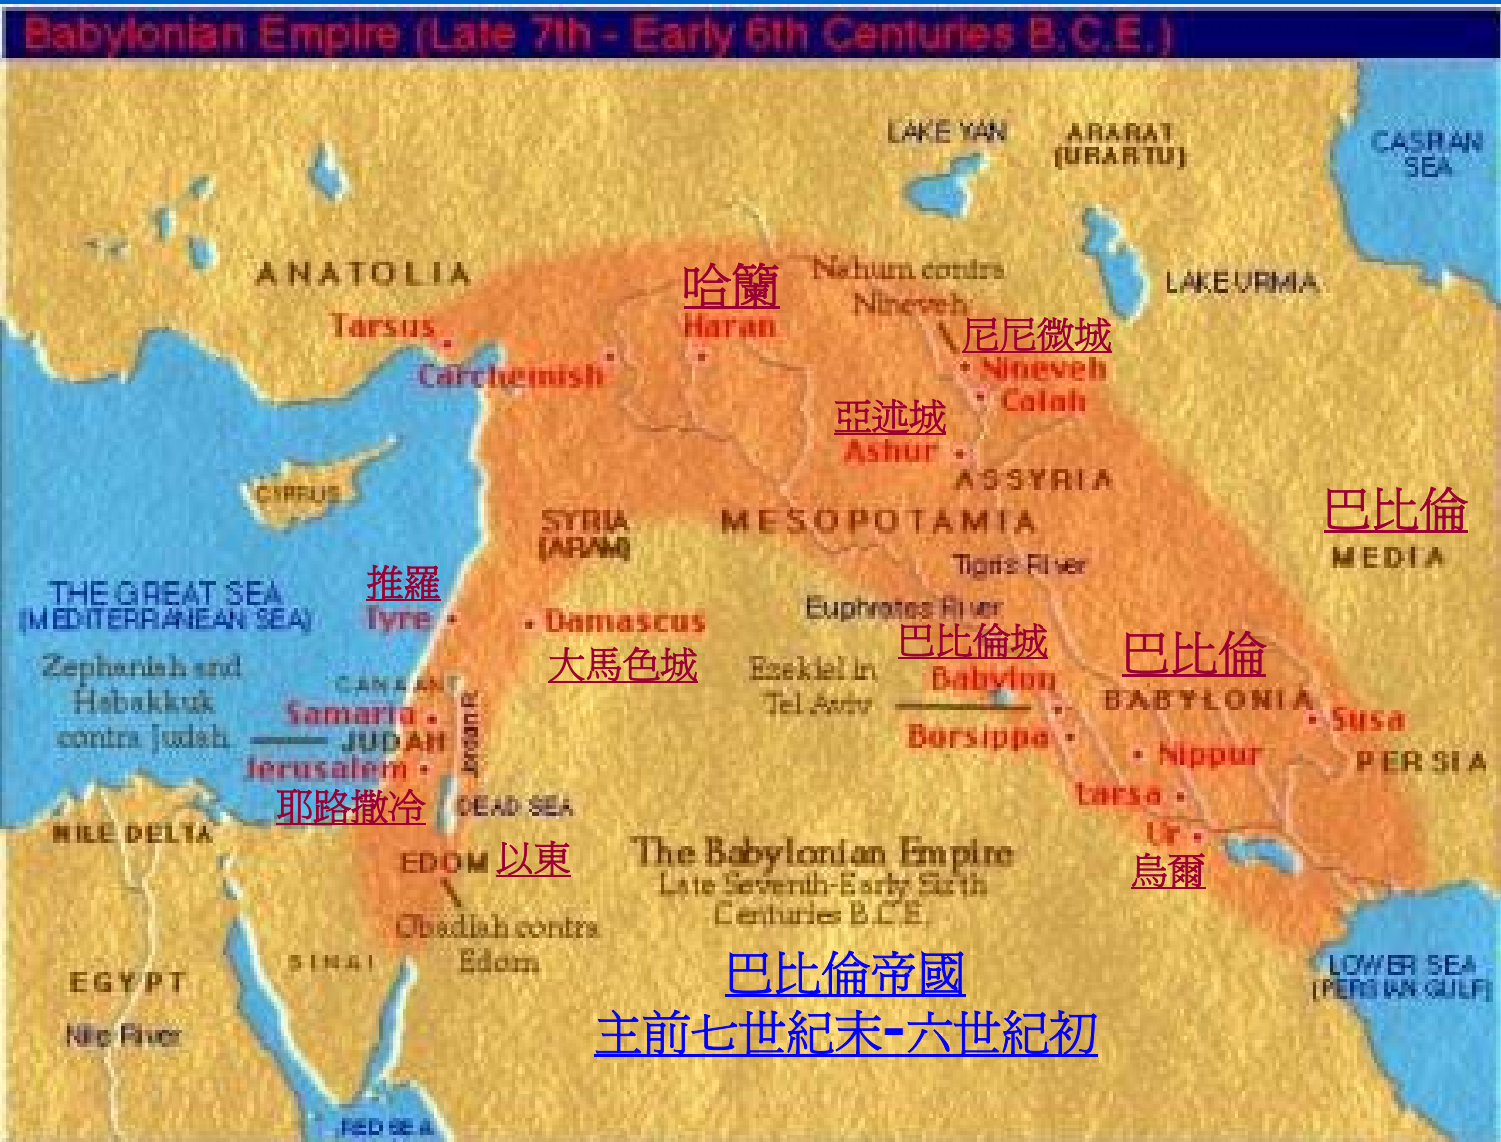 Babylonian Empire (Late 7th - Early 6th Centuries B.C.E.)
LAKE VAN
ARARAT
(URARTU)
CASPIAN
SEA
ANATOLIA
哈蘭
Haran
Nahum contra
Nineveh
LAKE URMIA
Tarsus
Carchemish
尼尼微城
Nineveh
Calah
亞述城
Ashur
ASSYRIA
CYPRUS
SYRIA
(ARAM)
MESOPOTAMIA
巴比倫
MEDIA
Tigris River
推羅
Tyre
THE GREAT SEA
(MEDITERRANEAN SEA)
Damascus
大馬色城
Euphrates River
巴比倫城
Babylon
巴比倫
BABYLONIA
Ezekiel in
Tel Aviv
Zephaniah and
Habakkuk
contra Judah
CANAAN
Samaria
JUDAH
Jordan R.
Jerusalem
耶路撒冷
DEAD SEA
Borsippa
Nippur
Susa
PERSIA
Larsa
Ur
烏爾
NILE DELTA
EDOM 以東
Obadiah contra
Edom
The Babylonian Empire
Late Seventh-Early Sixth
Centuries B.C.E.
巴比倫帝國
主前七世紀末-六世紀初
SINAI
EGYPT
Nile River
LOWER SEA
(PERSIAN GULF)
RED SEA